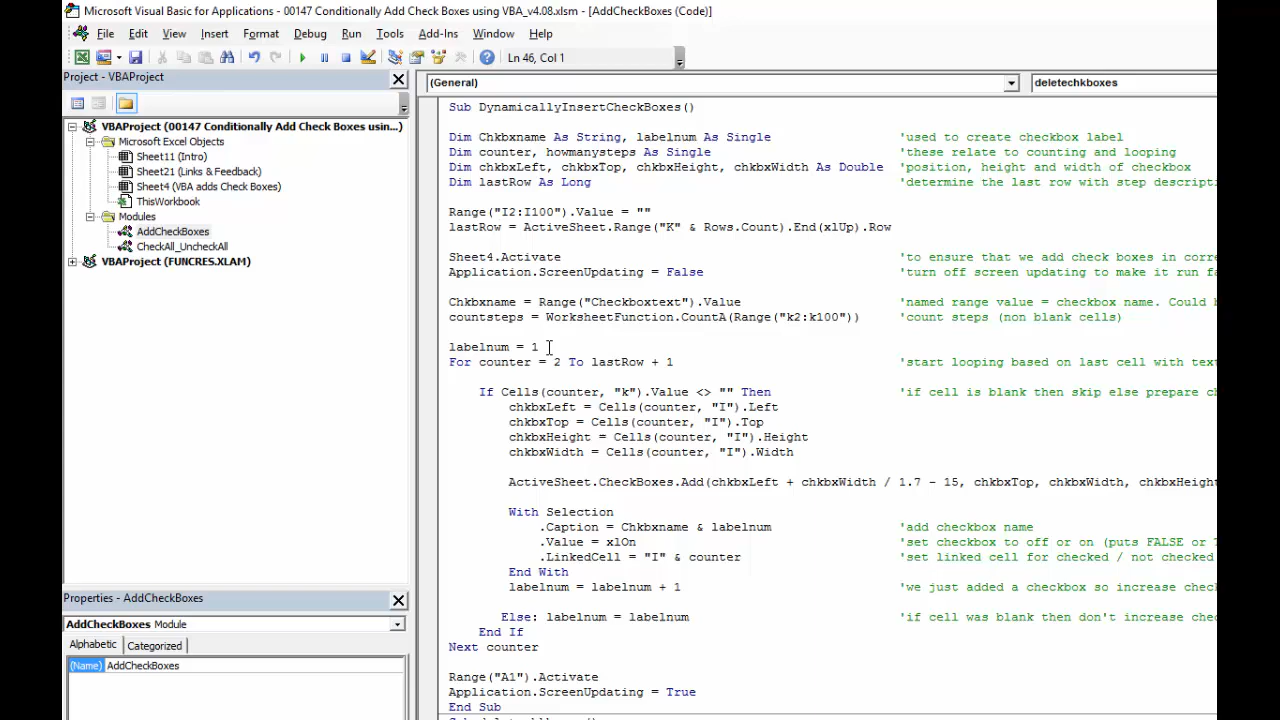 Microsoft Visual Basic for Applications - 00147 Conditionally Add Check Boxes using VBA_v4.08.xlsm - [AddCheckBoxes (Code)]
File Edit View Insert Format Debug Run Tools Add-Ins Window Help
Ln 46, Col 1
Project - VBAProject
(General) deletechkboxes
VBAProject (00147 Conditionally Add Check Boxes usin...)
Microsoft Excel Objects
Sheet11 (Intro)
Sheet21 (Links & Feedback)
Sheet4 (VBA adds Check Boxes)
ThisWorkbook
Modules
AddCheckBoxes
CheckAll_UncheckAll
VBAProject (FUNCRES.XLAM)
Properties - AddCheckBoxes
AddCheckBoxes Module
Alphabetic Categorized
(Name) AddCheckBoxes
Sub DynamicallyInsertCheckBoxes()
Dim Chkbxname As String, labelnum As Single 'used to create checkbox label
Dim counter, howmanysteps As Single 'these relate to counting and looping
Dim chkbxLeft, chkbxTop, chkbxHeight, chkbxWidth As Double 'position, height and width of checkbox
Dim lastRow As Long 'determine the last row with step descripti
Range("I2:I100").Value = ""
lastRow = ActiveSheet.Range("K" & Rows.Count).End(xlUp).Row
Sheet4.Activate 'to ensure that we add check boxes in corre
Application.ScreenUpdating = False 'turn off screen updating to make it run fa
Chkbxname = Range("Checkboxtext").Value 'named range value = checkbox name. Could b
countsteps = WorksheetFunction.CountA(Range("k2:k100")) 'count steps (non blank cells)
labelnum = 1
For counter = 2 To lastRow + 1 'start looping based on last cell with tex
If Cells(counter, "k").Value <> "" Then 'if cell is blank then skip else prepare ch
chkbxLeft = Cells(counter, "I").Left
chkbxTop = Cells(counter, "I").Top
chkbxHeight = Cells(counter, "I").Height
chkbxWidth = Cells(counter, "I").Width
ActiveSheet.CheckBoxes.Add(chkbxLeft + chkbxWidth / 1.7 - 15, chkbxTop, chkbxWidth, chkbxHeight
With Selection
.Caption = Chkbxname & labelnum 'add checkbox name
.Value = xlOn 'set checkbox to off or on (puts FALSE or T
.LinkedCell = "I" & counter 'set linked cell for checked / not checked
End With
labelnum = labelnum + 1 'we just added a checkbox so increase chec
Else: labelnum = labelnum 'if cell was blank then don't increase che
End If
Next counter
Range("A1").Activate
Application.ScreenUpdating = True
End Sub